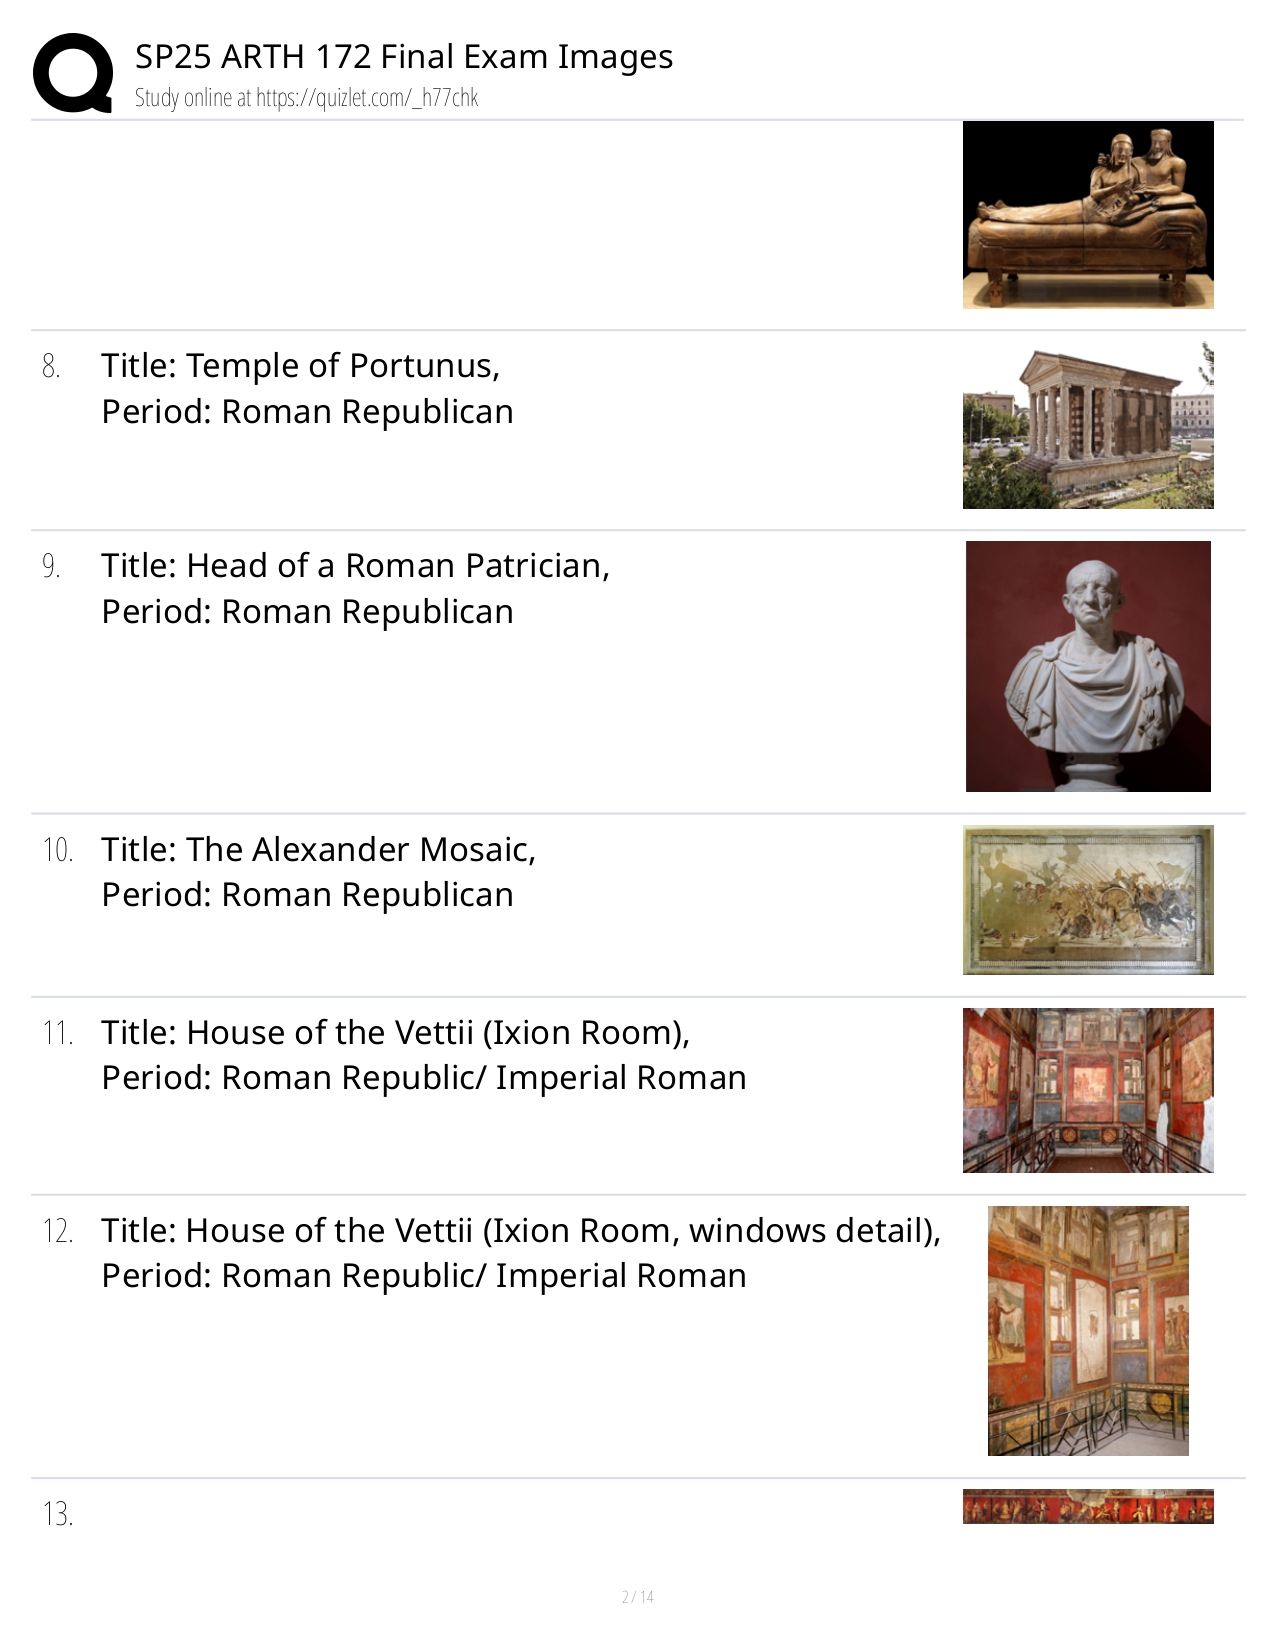 SP25 ARTH 172 Final Exam Images
Study online at https://quizlet.com/_h77chk
8. Title: Temple of Portunus,
Period: Roman Republican
9. Title: Head of a Roman Patrician,
Period: Roman Republican
10. Title: The Alexander Mosaic,
Period: Roman Republican
11. Title: House of the Vettii (Ixion Room),
Period: Roman Republic/ Imperial Roman
12. Title: House of the Vettii (Ixion Room, windows detail),
Period: Roman Republic/ Imperial Roman
13.
2 / 14